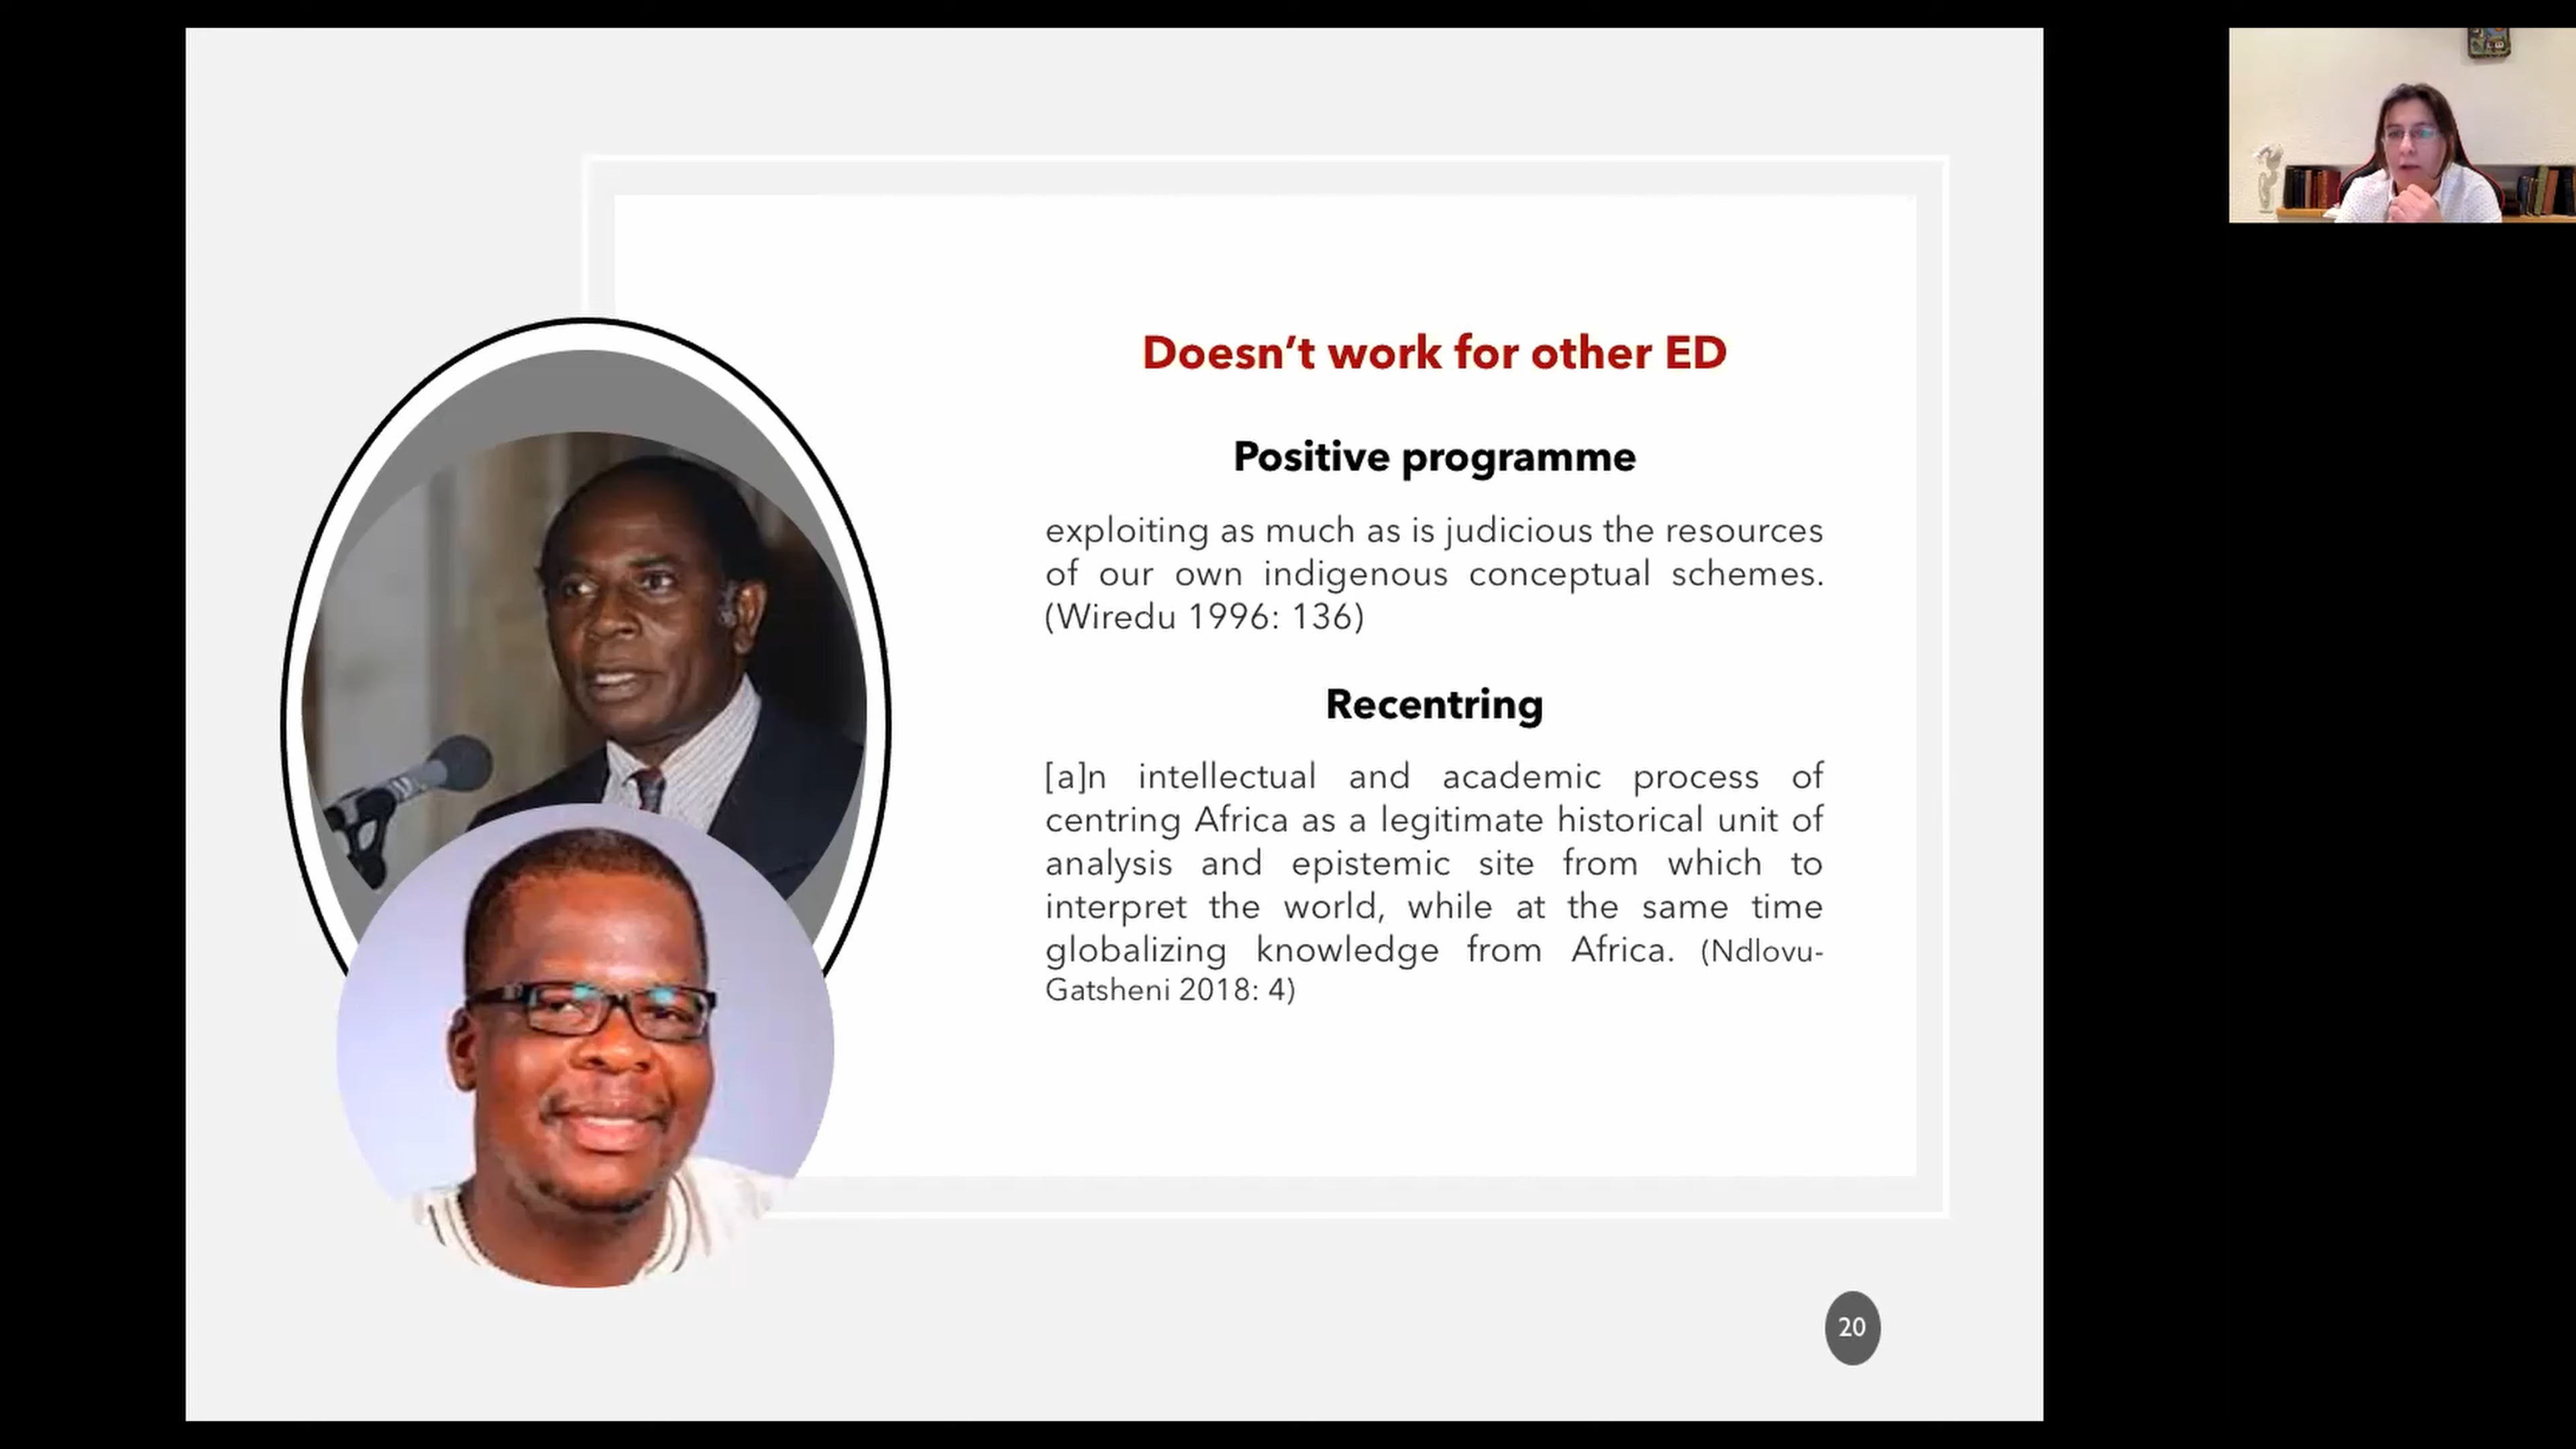 Doesn’t work for other ED
Positive programme
exploiting as much as is judicious the resources
of our own indigenous conceptual schemes.
(Wiredu 1996: 136)
Recentring
[a]n intellectual and academic process of
centring Africa as a legitimate historical unit of
analysis and epistemic site from which to
interpret the world, while at the same time
globalizing knowledge from Africa. (Ndlovu-
Gatsheni 2018: 4)
20